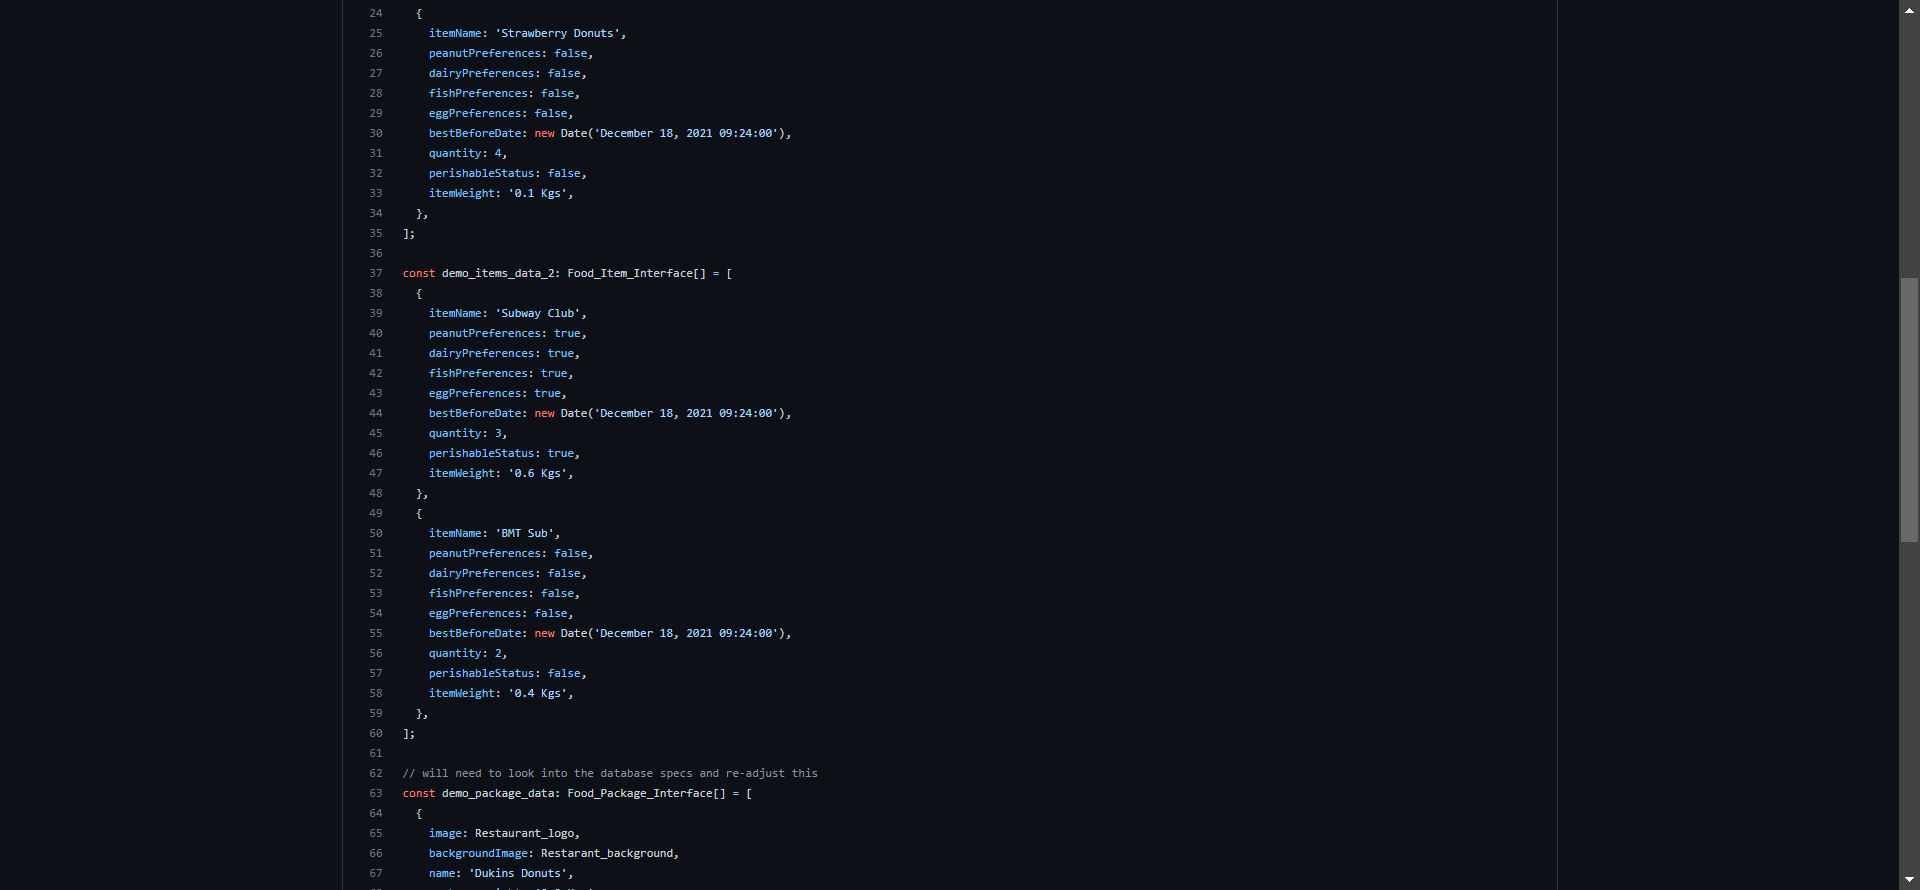 24 {
25 itemName: 'Strawberry Donuts',
26 peanutPreferences: false,
27 dairyPreferences: false,
28 fishPreferences: false,
29 eggPreferences: false,
30 bestBeforeDate: new Date('December 18, 2021 09:24:00'),
31 quantity: 4,
32 perishableStatus: false,
33 itemWeight: '0.1 Kgs',
34 },
35 ];
36
37 const demo_items_data_2: Food_Item_Interface[] = [
38 {
39 itemName: 'Subway Club',
40 peanutPreferences: true,
41 dairyPreferences: true,
42 fishPreferences: true,
43 eggPreferences: true,
44 bestBeforeDate: new Date('December 18, 2021 09:24:00'),
45 quantity: 3,
46 perishableStatus: true,
47 itemWeight: '0.6 Kgs',
48 },
49 {
50 itemName: 'BMT Sub',
51 peanutPreferences: false,
52 dairyPreferences: false,
53 fishPreferences: false,
54 eggPreferences: false,
55 bestBeforeDate: new Date('December 18, 2021 09:24:00'),
56 quantity: 2,
57 perishableStatus: false,
58 itemWeight: '0.4 Kgs',
59 },
60 ];
61
62 // will need to look into the database specs and re-adjust this
63 const demo_package_data: Food_Package_Interface[] = [
64 {
65 image: Restaurant_logo,
66 backgroundImage: Restarant_background,
67 name: 'Dukins Donuts',